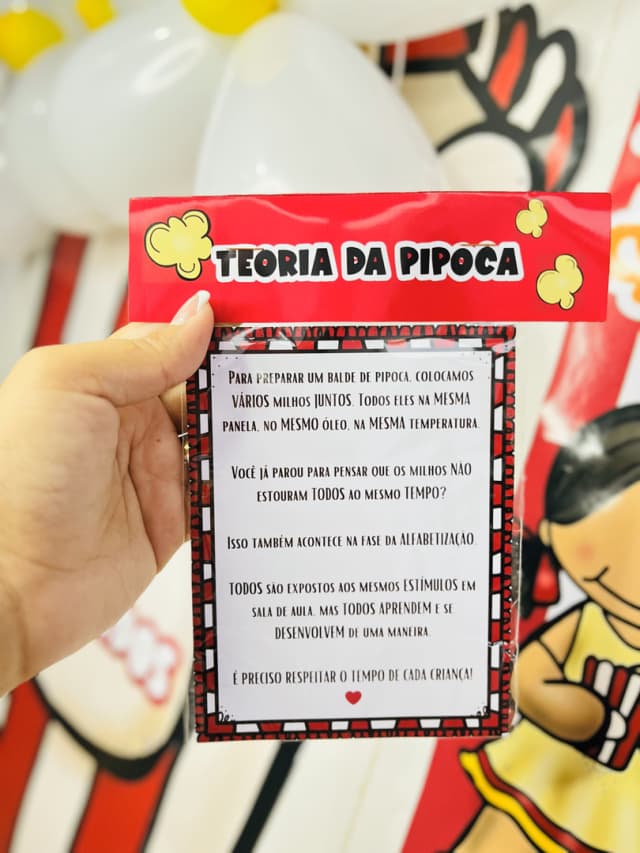 TEORIA DA PIPOCA
PARA PREPARAR UM BALDE DE PIPOCA, COLOCAMOS
VÁRIOS MILHOS JUNTOS. TODOS ELES NA MESMA
PANELA, NO MESMO ÓLEO, NA MESMA TEMPERATURA.
VOCÊ JÁ PAROU PARA PENSAR QUE OS MILHOS NÃO
ESTOURAM TODOS AO MESMO TEMPO?
ISSO TAMBÉM ACONTECE NA FASE DA ALFABETIZAÇÃO.
TODOS SÃO EXPOSTOS AOS MESMOS ESTÍMULOS EM
SALA DE AULA, MAS TODOS APRENDEM E SE
DESENVOLVEM DE UMA MANEIRA.
É PRECISO RESPEITAR O TEMPO DE CADA CRIANÇA!